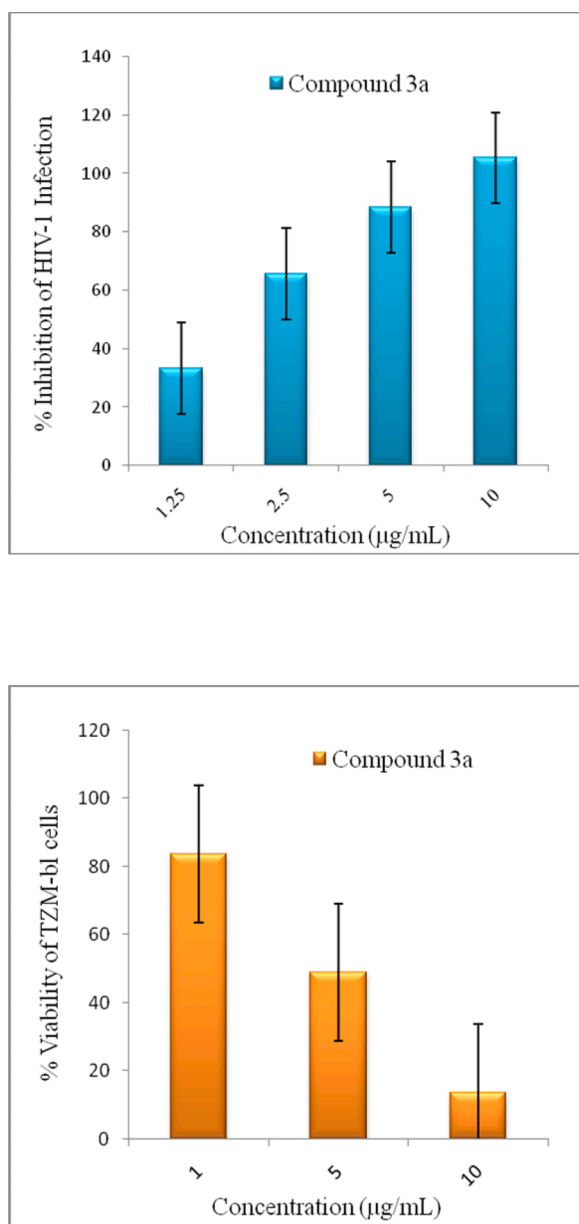 140
120
100
80
60
40
20
0
% Inhibition of HIV-1 Infection
Compound 3a
1.25 2.5 5 10
Concentration (µg/mL)
120
100
80
60
40
20
0
% Viability of TZM-bl cells
Compound 3a
1 5 10
Concentration (µg/mL)